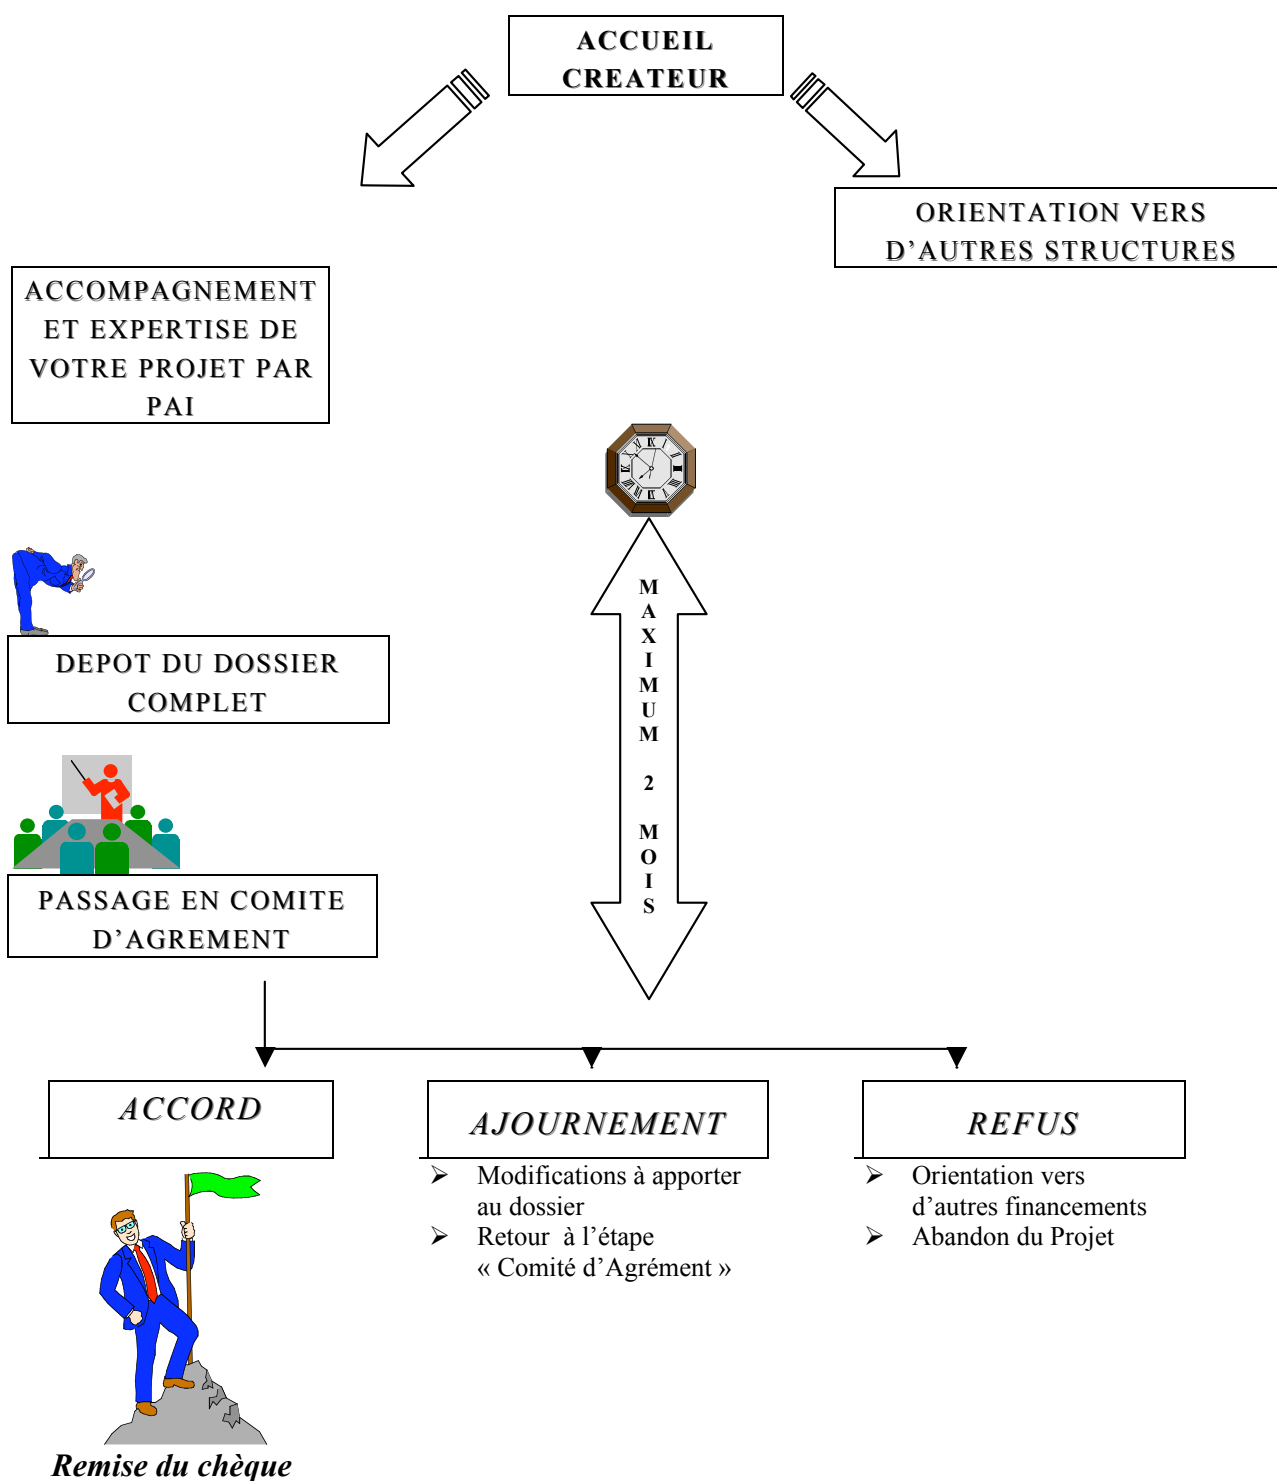 ACCUEIL
CREATEUR
ORIENTATION VERS
D’AUTRES STRUCTURES
ACCOMPAGNEMENT
ET EXPERTISE DE
VOTRE PROJET PAR
PAI
MAXIMUM 2 MOIS
DEPOT DU DOSSIER
COMPLET
PASSAGE EN COMITE
D’AGREMENT
ACCORD
AJOURNEMENT
➢ Modifications à apporter
au dossier
➢ Retour à l’étape
« Comité d’Agrément »
REFUS
➢ Orientation vers
d’autres financements
➢ Abandon du Projet
Remise du chèque